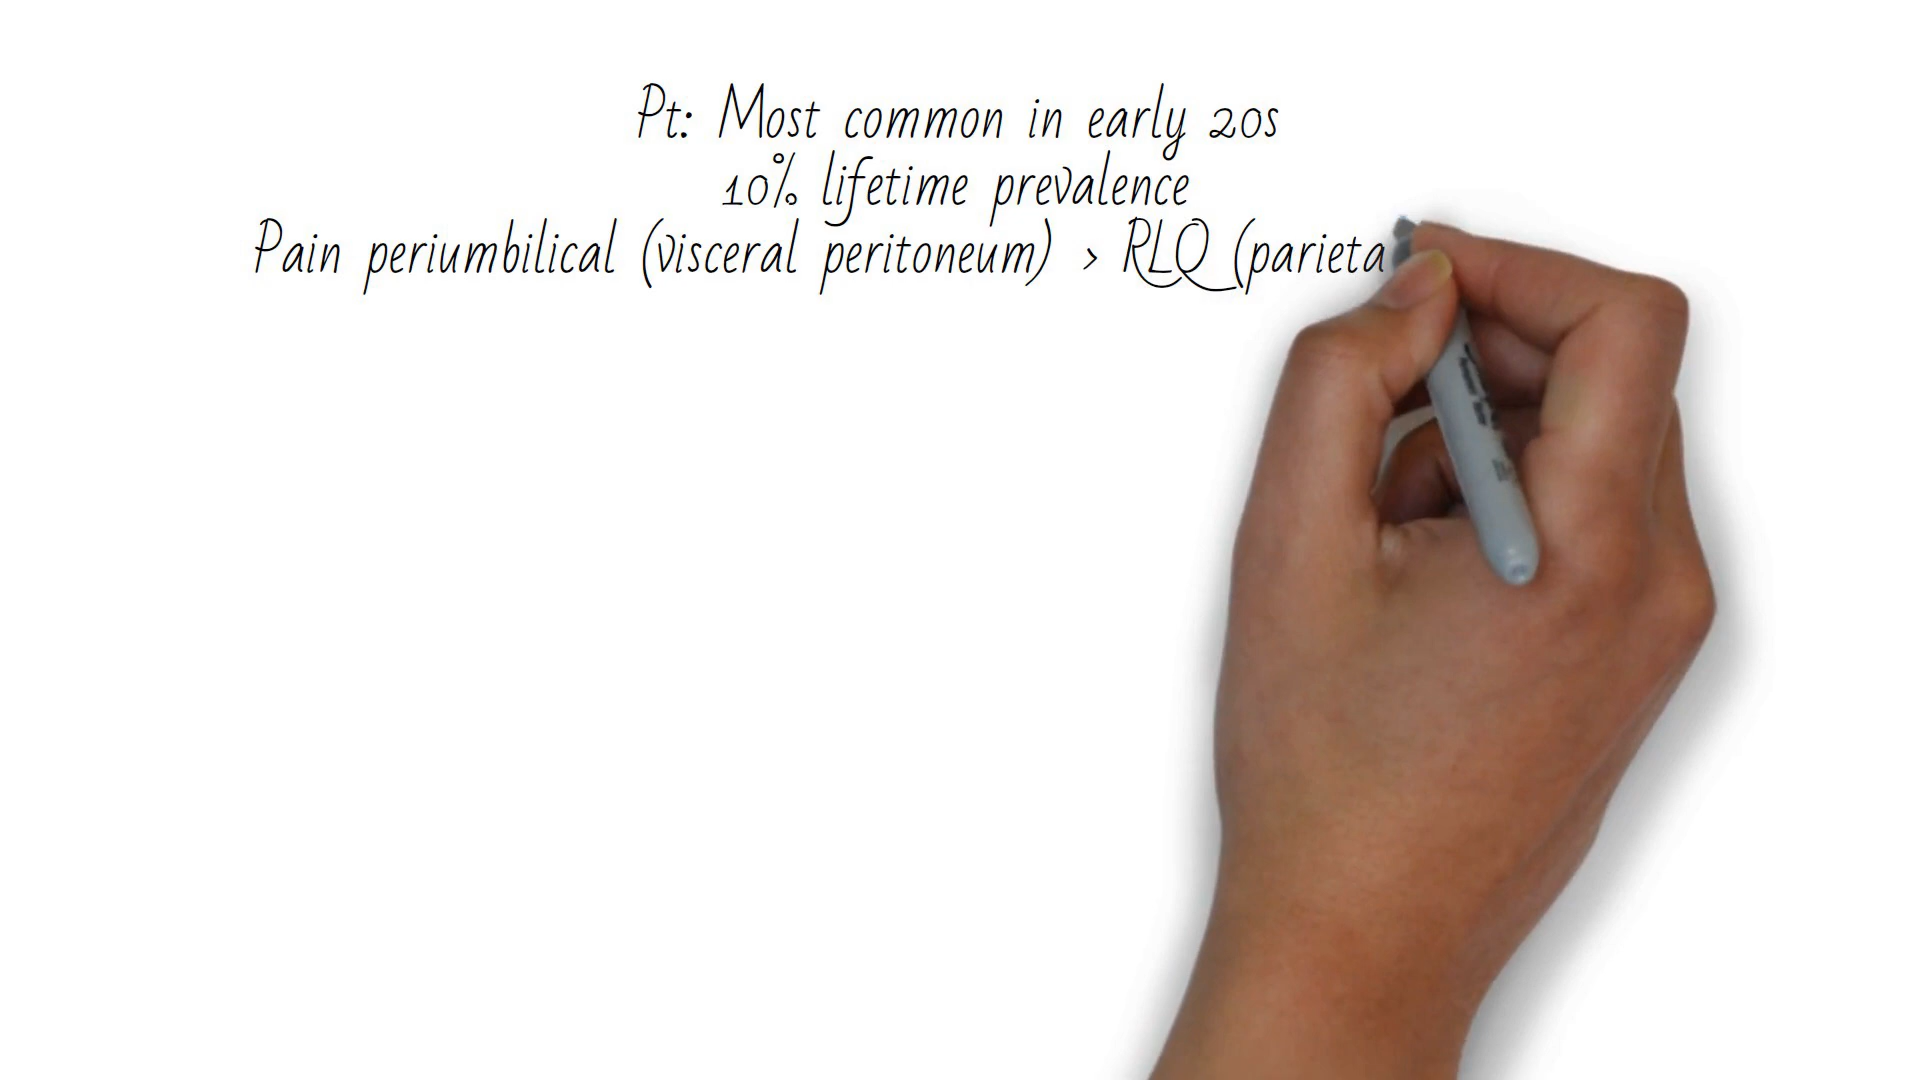 Pt: Most common in early 20s
10% lifetime prevalence
Pain periumbilical (visceral peritoneum) > RLQ (parieta